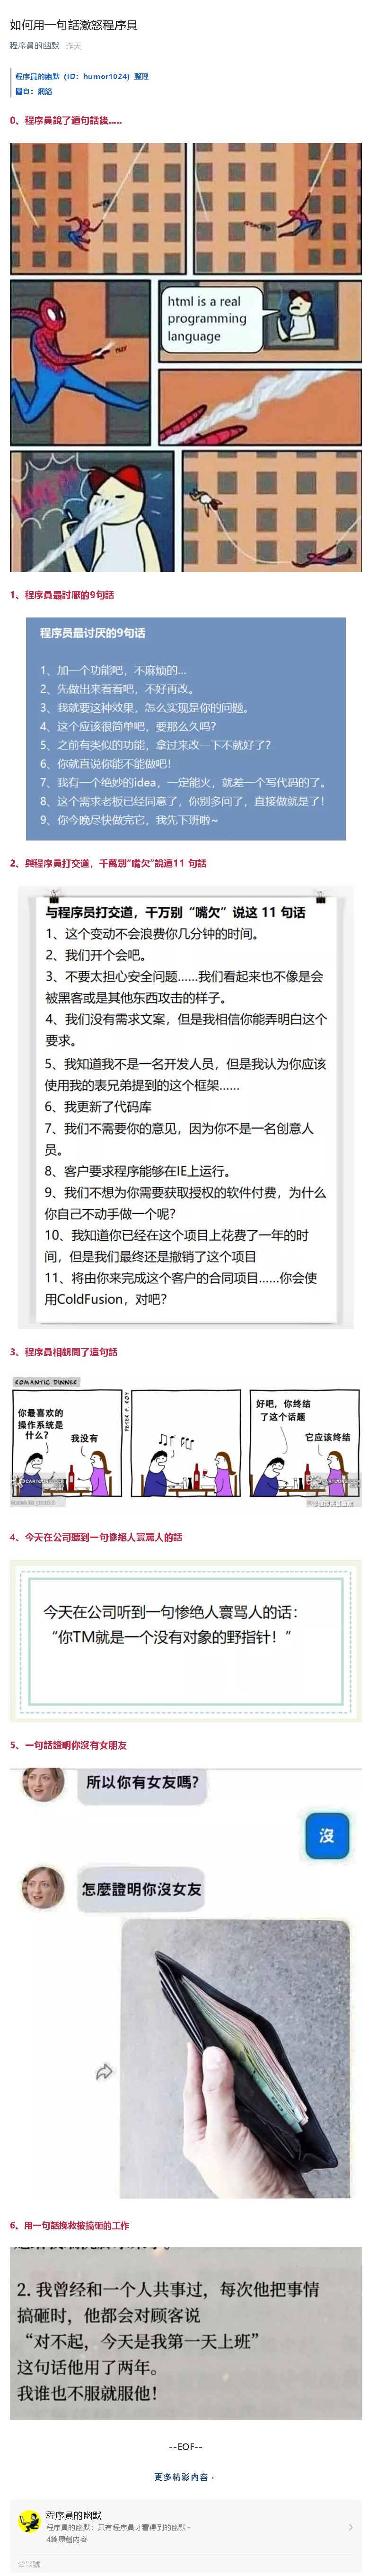 如何用一句話激怒程序員
程序員的幽默 昨天
程序員的幽默（ID：humor1024）整理
圖自：網絡
0、程序員說了這句話後.....
html is a real
programming
language
1、程序員最討厭的9句話
程序员最讨厌的9句话
1、加一个功能吧，不麻烦的...
2、先做出来看看吧，不好再改。
3、我就要这种效果，怎么实现是你的问题。
4、这个应该很简单吧，要那么久吗？
5、之前有类似的功能，拿过来改一下不就好了？
6、你就直说你能不能做吧！
7、我有一个绝妙的idea，一定能火，就差一个写代码的了。
8、这个需求老板已经同意了，你别多问了，直接做就是了！
9、你今晚尽快做完它，我先下班啦~
2、與程序員打交道，千萬別“嘴欠”說這11 句話
与程序员打交道，千万别“嘴欠”说这 11 句话
1、这个变动不会浪费你几分钟的时间。
2、我们开个会吧。
3、不要太担心安全问题......我们看起来也不像是会
被黑客或是其他东西攻击的样子。
4、我们没有需求文案，但是我相信你能弄明白这个
要求。
5、我知道我不是一名开发人员，但是我认为你应该
使用我的表兄弟提到的这个框架......
6、我更新了代码库
7、我们不需要你的意见，因为你不是一名创意人
员。
8、客户要求程序能够在IE上运行。
9、我们不想为你需要获取授权的软件付费，为什么
你自己不动手做一个呢？
10、我知道你已经在这个项目上花费了一年的时
间，但是我们最终还是撤销了这个项目
11、将由你来完成这个客户的合同项目......你会使
用ColdFusion，对吧？
3、程序員相親問了這句話
ROMANTIC DINNER
你最喜欢的
操作系统是
什么？
我没有
好吧，你终结
了这个话题
它应该终结
4、今天在公司聽到一句慘絕人寰罵人的話
今天在公司听到一句惨绝人寰骂人的话：
“你TM就是一个没有对象的野指针！”
5、一句話證明你沒有女朋友
所以你有女友嗎？
沒
怎麼證明你沒女友
6、用一句話挽救被搞砸的工作
2. 我曾经和一个人共事过，每次他把事情
搞砸时，他都会对顾客说
“对不起，今天是我第一天上班”
这句话他用了两年。
我谁也不服就服他！
--EOF--
更多精彩內容，
程序員的幽默
程序員的幽默：只有程序員才看得到的幽默~
4篇原創內容
公眾號